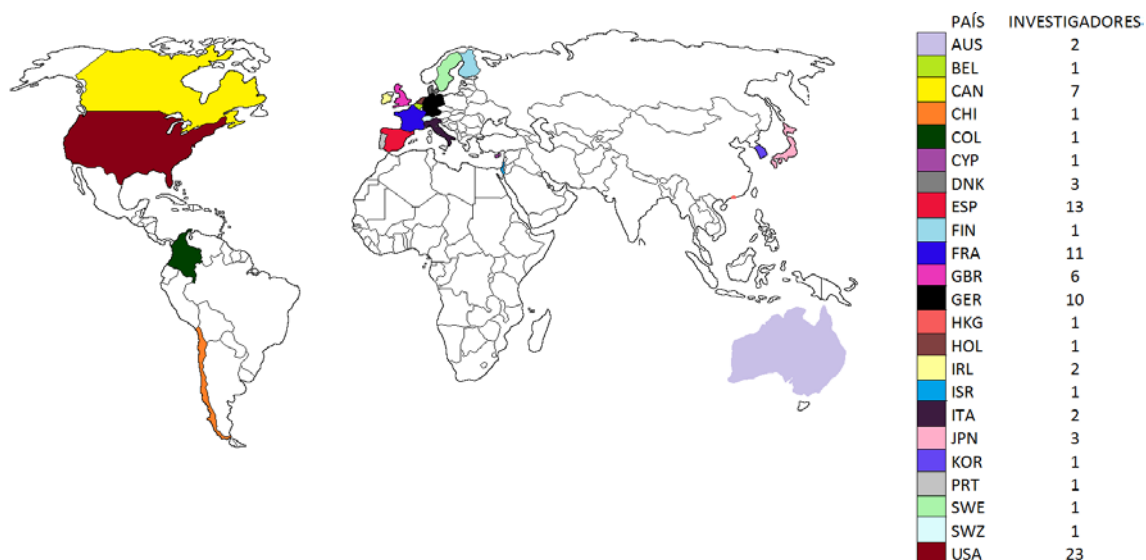 PAÍS INVESTIGADORES
AUS 2
BEL 1
CAN 7
CHI 1
COL 1
CYP 1
DNK 3
ESP 13
FIN 1
FRA 11
GBR 6
GER 10
HKG 1
HOL 1
IRL 2
ISR 1
ITA 2
JPN 3
KOR 1
PRT 1
SWE 1
SWZ 1
USA 23